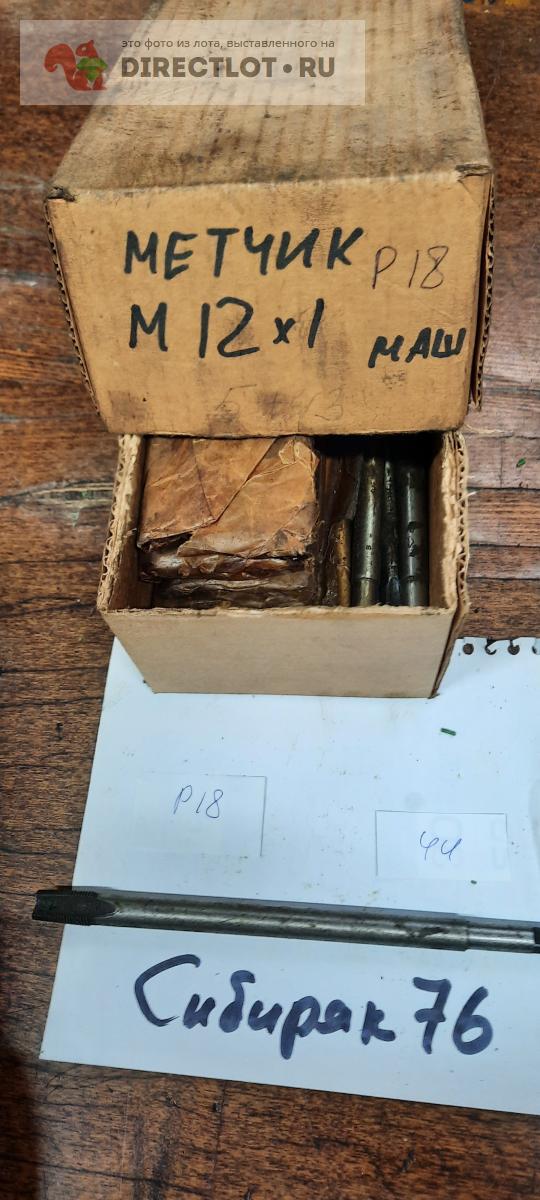 это фото из лота, выставленного на
DIRECTLOT.RU
МЕТЧИК Р18
М 12х1 МАШ
Р18
44
Сибиряк 76